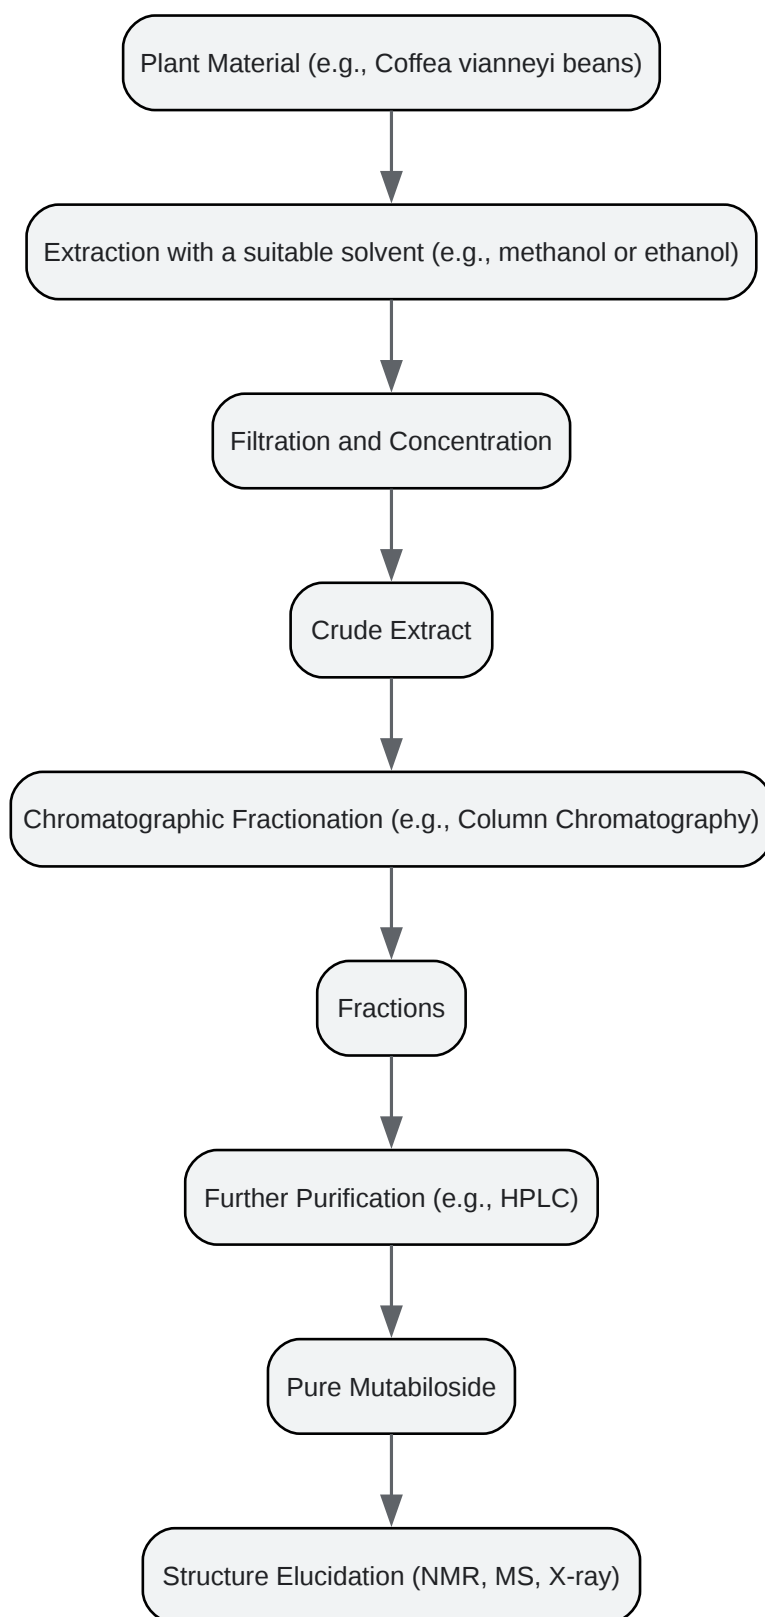 Plant Material (e.g., Coffea vianneyi beans)
Extraction with a suitable solvent (e.g., methanol or ethanol)
Filtration and Concentration
Crude Extract
Chromatographic Fractionation (e.g., Column Chromatography)
Fractions
Further Purification (e.g., HPLC)
Pure Mutabiloside
Structure Elucidation (NMR, MS, X-ray)